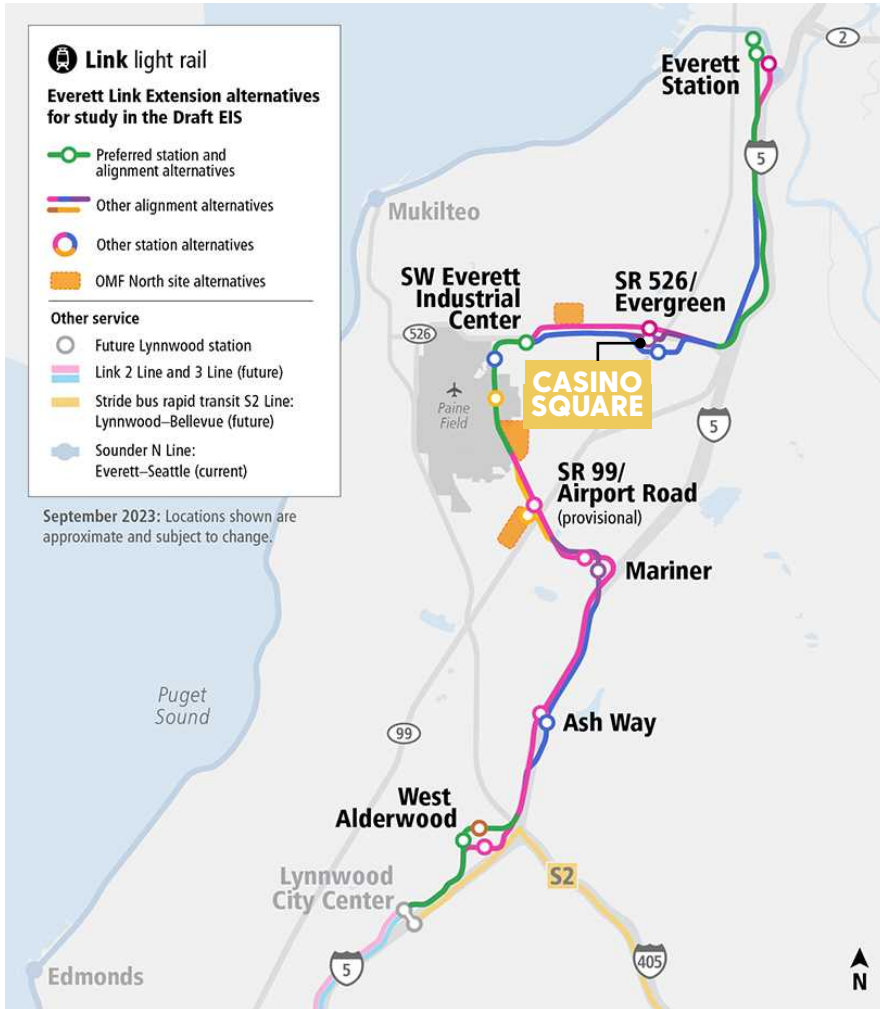 Link light rail
Everett Link Extension alternatives
for study in the Draft EIS
Preferred station and
alignment alternatives
Other alignment alternatives
Other station alternatives
OMF North site alternatives
Other service
Future Lynnwood station
Link 2 Line and 3 Line (future)
Stride bus rapid transit S2 Line:
Lynnwood–Bellevue (future)
Sounder N Line:
Everett–Seattle (current)
September 2023: Locations shown are
approximate and subject to change.
2
Everett
Station
5
Mukilteo
SW Everett
Industrial
Center
SR 526/
Evergreen
526
CASINO
SQUARE
Paine
Field
5
SR 99/
Airport Road
(provisional)
Mariner
Puget
Sound
99
Ash Way
West
Alderwood
Lynnwood
City Center
S2
5
405
Edmonds
N